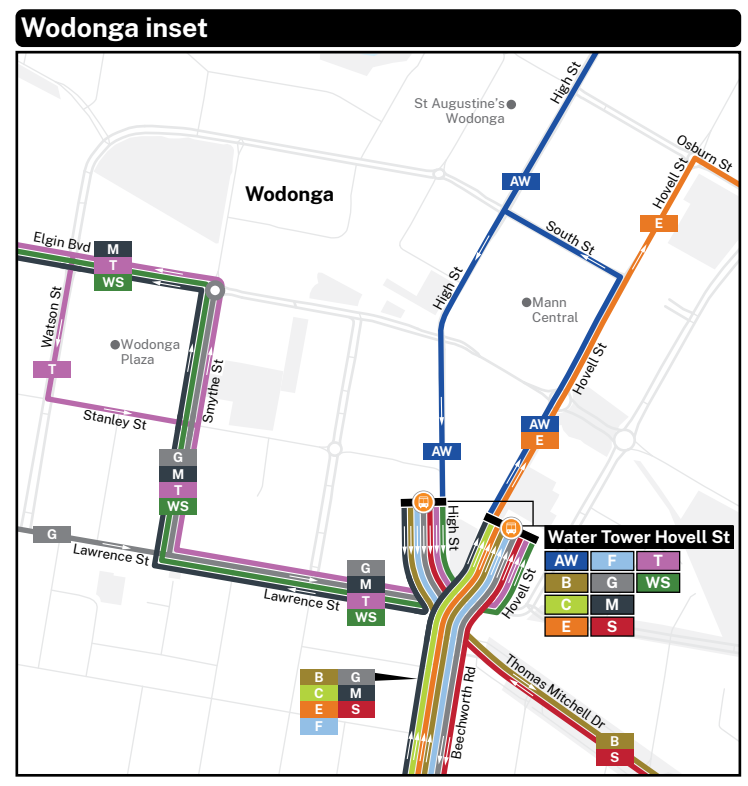 Wodonga inset
High St
St Augustine's
Wodonga
Osburn St
AW
Hovell St
Wodonga
E
Elgin Bvd
M
T
WS
South St
High St
Watson St
Mann
Central
Wodonga
Plaza
T
Smythe St
Hovell St
Stanley St
AW
E
AW
G
M
T
WS
High St
G
Lawrence St
Water Tower Hovell St
AW F T
B G WS
C M
E S
G
M
T
WS
Lawrence St
Hovell St
B G
C M
E S
F
Beechworth Rd
Thomas Mitchell Dr
B
S